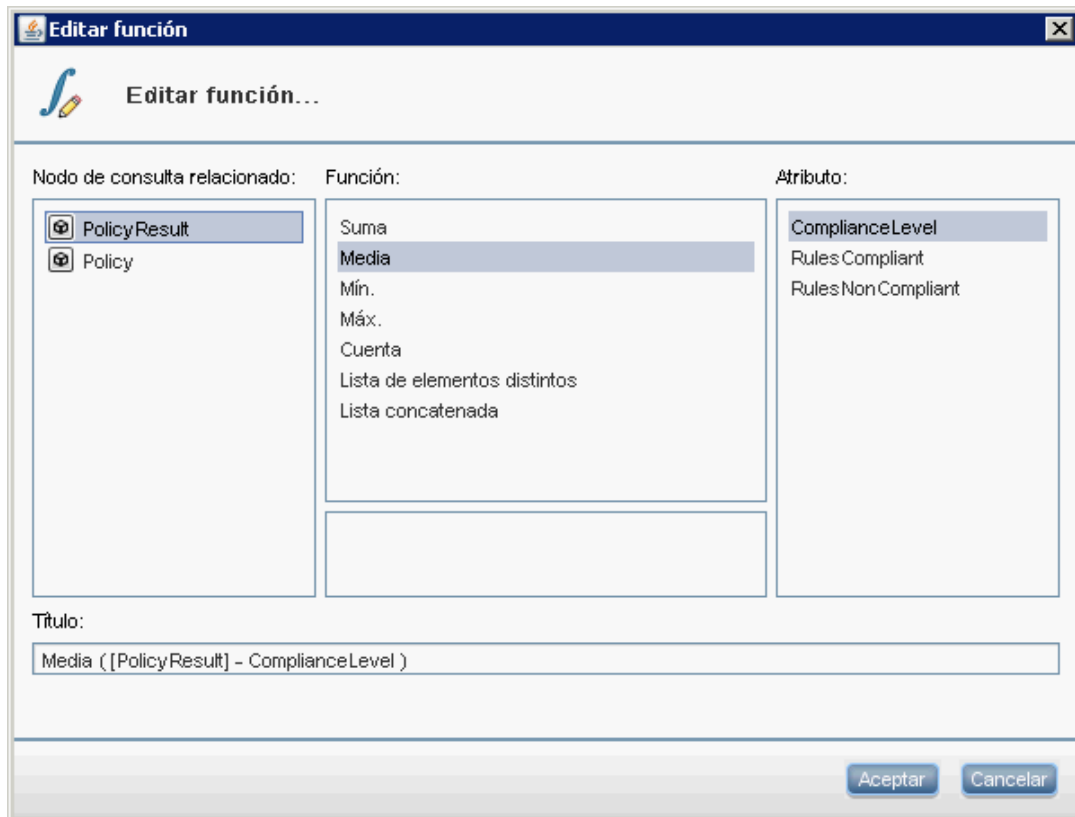 Editar función
Editar función...
Nodo de consulta relacionado:
Función:
Atributo:
PolicyResult
Policy
Suma
Media
Mín.
Máx.
Cuenta
Lista de elementos distintos
Lista concatenada
ComplianceLevel
RulesCompliant
RulesNonCompliant
Título:
Media ( [PolicyResult] - ComplianceLevel )
Aceptar
Cancelar